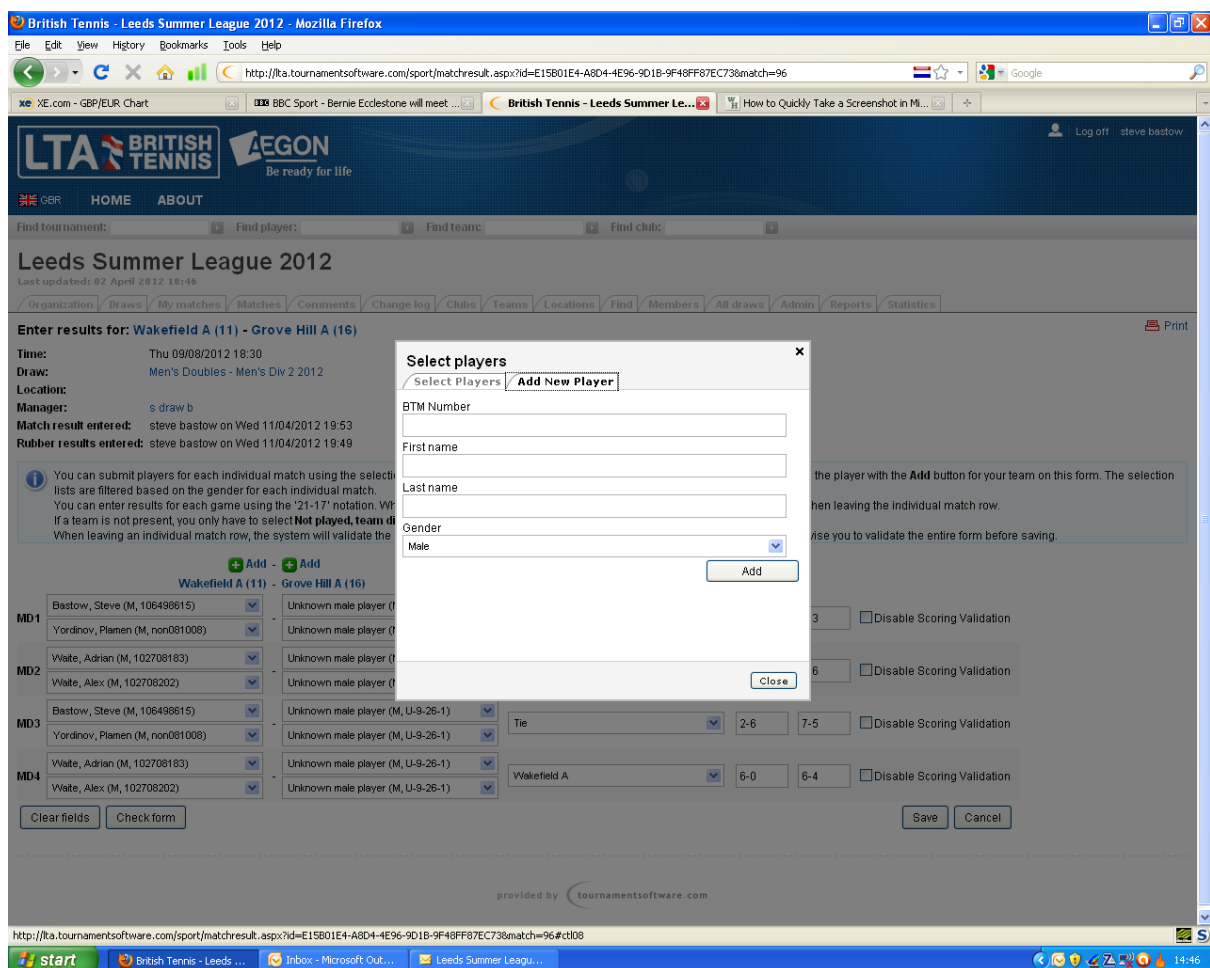 British Tennis - Leeds Summer League 2012 - Mozilla Firefox
File Edit View History Bookmarks Tools Help
http://lta.tournamentsoftware.com/sport/matchresult.aspx?id=E15B01E4-A8D4-4E96-9D1B-9F48FF87EC73&match=96 Google
xe XE.com - GBP/EUR Chart BBC BBC Sport - Bernie Ecclestone will meet ... British Tennis - Leeds Summer Le... How to Quickly Take a Screenshot in Mi...
LTA BRITISH TENNIS AEGON Be ready for life Log off steve bastow
GBR HOME ABOUT
Find tournament: Find player: Find team: Find club:
Leeds Summer League 2012
Last updated: 02 April 2012 18:46
Organization Draws My matches Matches Comments Change log Clubs Teams Locations Find Members All draws Admin Reports Statistics
Enter results for: Wakefield A (11) - Grove Hill A (16) Print
Time: Thu 09/08/2012 18:30
Draw: Men's Doubles - Men's Div 2 2012
Location:
Manager: s draw b
Match result entered: steve bastow on Wed 11/04/2012 19:53
Rubber results entered: steve bastow on Wed 11/04/2012 19:49
You can submit players for each individual match using the selecti the player with the Add button for your team on this form. The selection
lists are filtered based on the gender for each individual match.
You can enter results for each game using the '21-17' notation. Wh hen leaving the individual match row.
If a team is not present, you only have to select Not played, team di
When leaving an individual match row, the system will validate the vise you to validate the entire form before saving.
Select players x
Select Players Add New Player
BTM Number
First name
Last name
Gender
Male
Add
Close
Add - Add
Wakefield A (11) - Grove Hill A (16)
MD1 Bastow, Steve (M, 106498615) - Unknown male player ( 3 Disable Scoring Validation
Yordinov, Plamen (M, non081008) Unknown male player (
MD2 Waite, Adrian (M, 102708183) - Unknown male player ( 6 Disable Scoring Validation
Waite, Alex (M, 102708202) Unknown male player (
MD3 Bastow, Steve (M, 106498615) - Unknown male player (M, U-9-26-1) Tie 2-6 7-5 Disable Scoring Validation
Yordinov, Plamen (M, non081008) Unknown male player (M, U-9-26-1)
MD4 Waite, Adrian (M, 102708183) - Unknown male player (M, U-9-26-1) Wakefield A 6-0 6-4 Disable Scoring Validation
Waite, Alex (M, 102708202) Unknown male player (M, U-9-26-1)
Clear fields Check form Save Cancel
provided by tournamentsoftware.com
http://lta.tournamentsoftware.com/sport/matchresult.aspx?id=E15B01E4-A8D4-4E96-9D1B-9F48FF87EC73&match=96#ctl08
start British Tennis - Leeds ... Inbox - Microsoft Out... Leeds Summer Leagu... 14:46